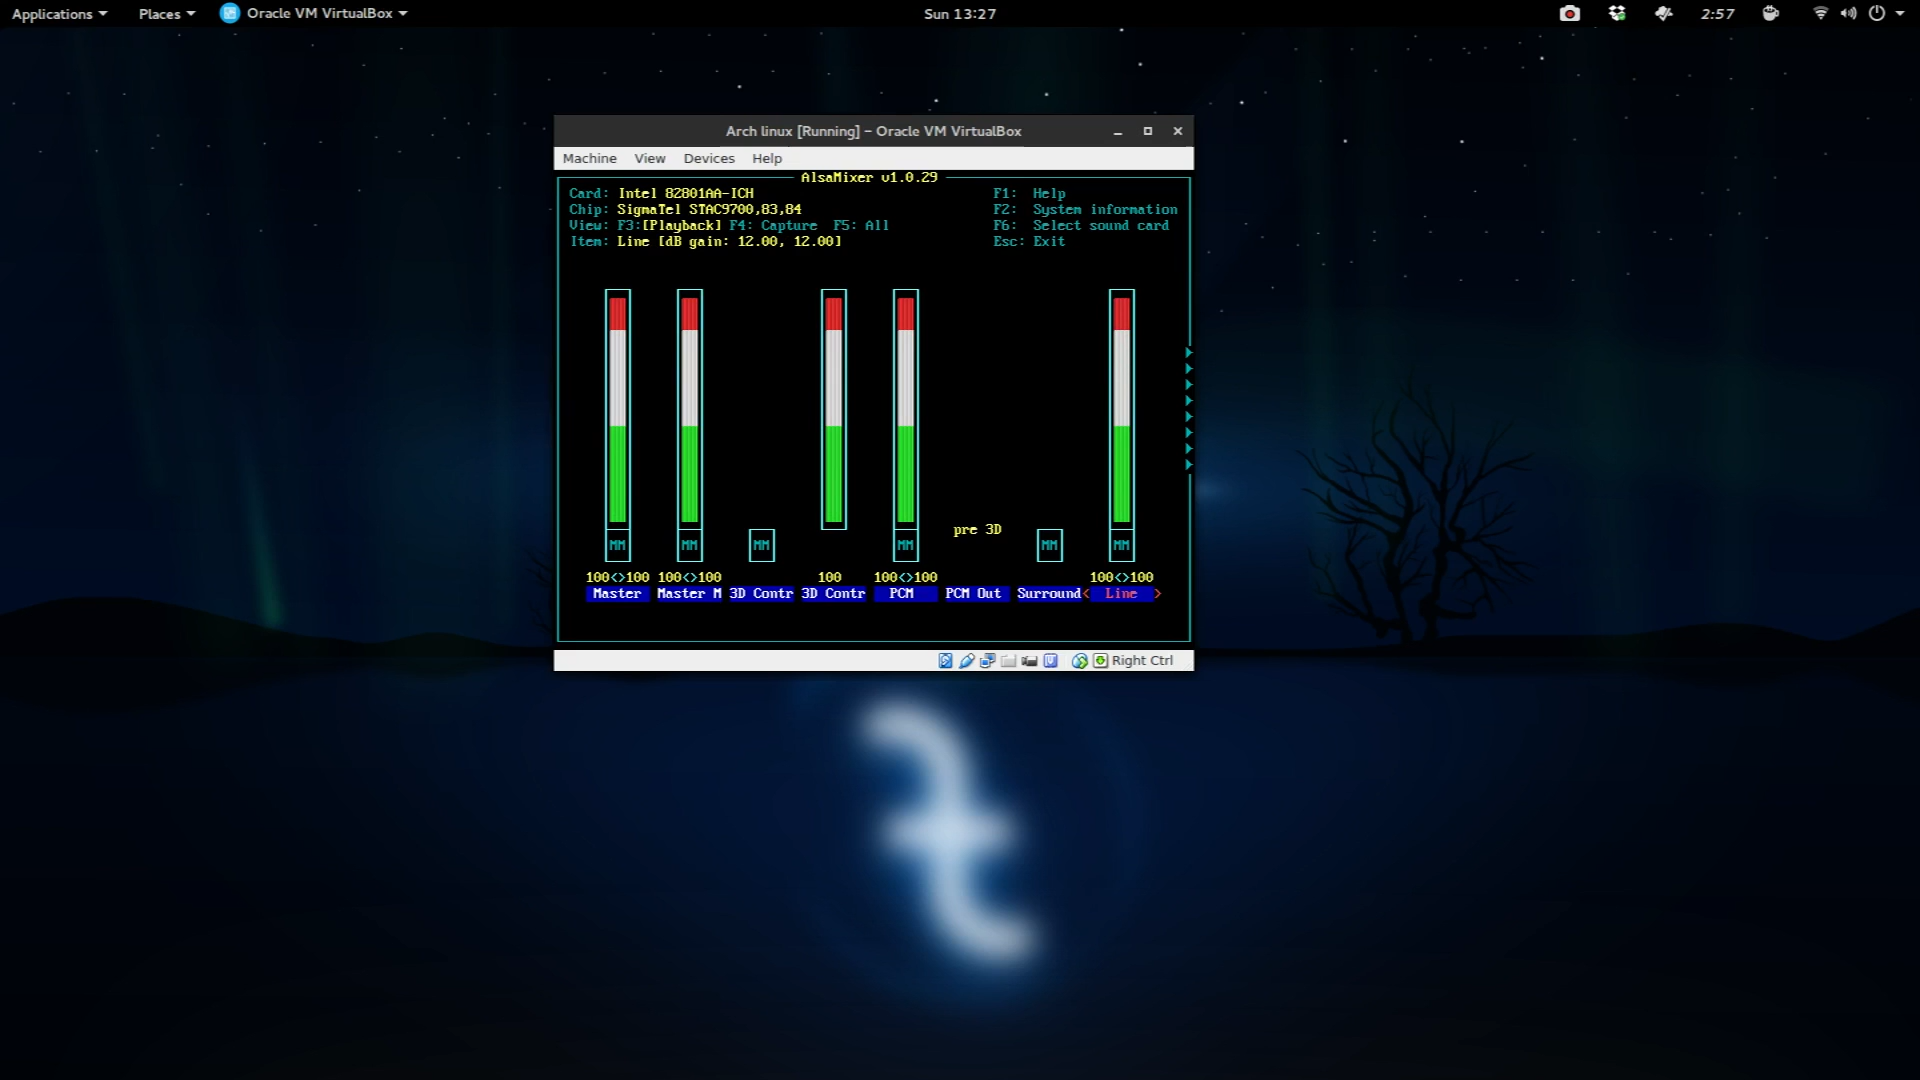 Applications Places Oracle VM VirtualBox Sun 13:27 2:57
Arch linux [Running] – Oracle VM VirtualBox
Machine View Devices Help
AlsaMixer v1.0.29
Card: Intel 82801AA-ICH F1: Help
Chip: SigmaTel STAC9700,83,84 F2: System information
View: F3:[Playback] F4: Capture F5: All F6: Select sound card
Item: Line [dB gain: 12.00, 12.00] Esc: Exit
pre 3D
MM MM MM MM MM MM
100<>100 100<>100 100 100<>100 100<>100
Master Master M 3D Contr 3D Contr PCM PCM Out Surround< Line >
Right Ctrl